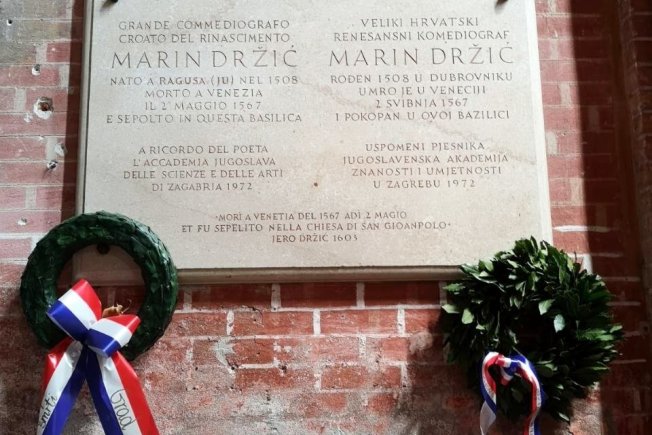 GRANDE COMMEDIOGRAFO
CROATO DEL RINASCIMENTO
MARIN DRŽIĆ
NATO A RAGUSA (JU) NEL 1508
MORTO A VENEZIA
IL 2 MAGGIO 1567
E SEPOLTO IN QUESTA BASILICA
A RICORDO DEL POETA
L'ACCADEMIA JUGOSLAVA
DELLE SCIENZE E DELLE ARTI
DI ZAGABRIA 1972
VELIKI HRVATSKI
RENESANSNI KOMEDIOGRAF
MARIN DRŽIĆ
ROĐEN 1508 U DUBROVNIKU
UMRO JE U VENECIJI
2 SVIBNJA 1567
I POKOPAN U OVOJ BAZILICI
USPOMENI PJESNIKA
JUGOSLAVENSKA AKADEMIJA
ZNANOSTI I UMJETNOSTI
U ZAGREBU 1972
"MORÌ A VENETIA DEL 1567 ADÌ 2 MAGIO
ET FU SEPELITO NELLA CHIESA DI SAN GIOANPOLO"
JERO DRŽIĆ 1603
Grad